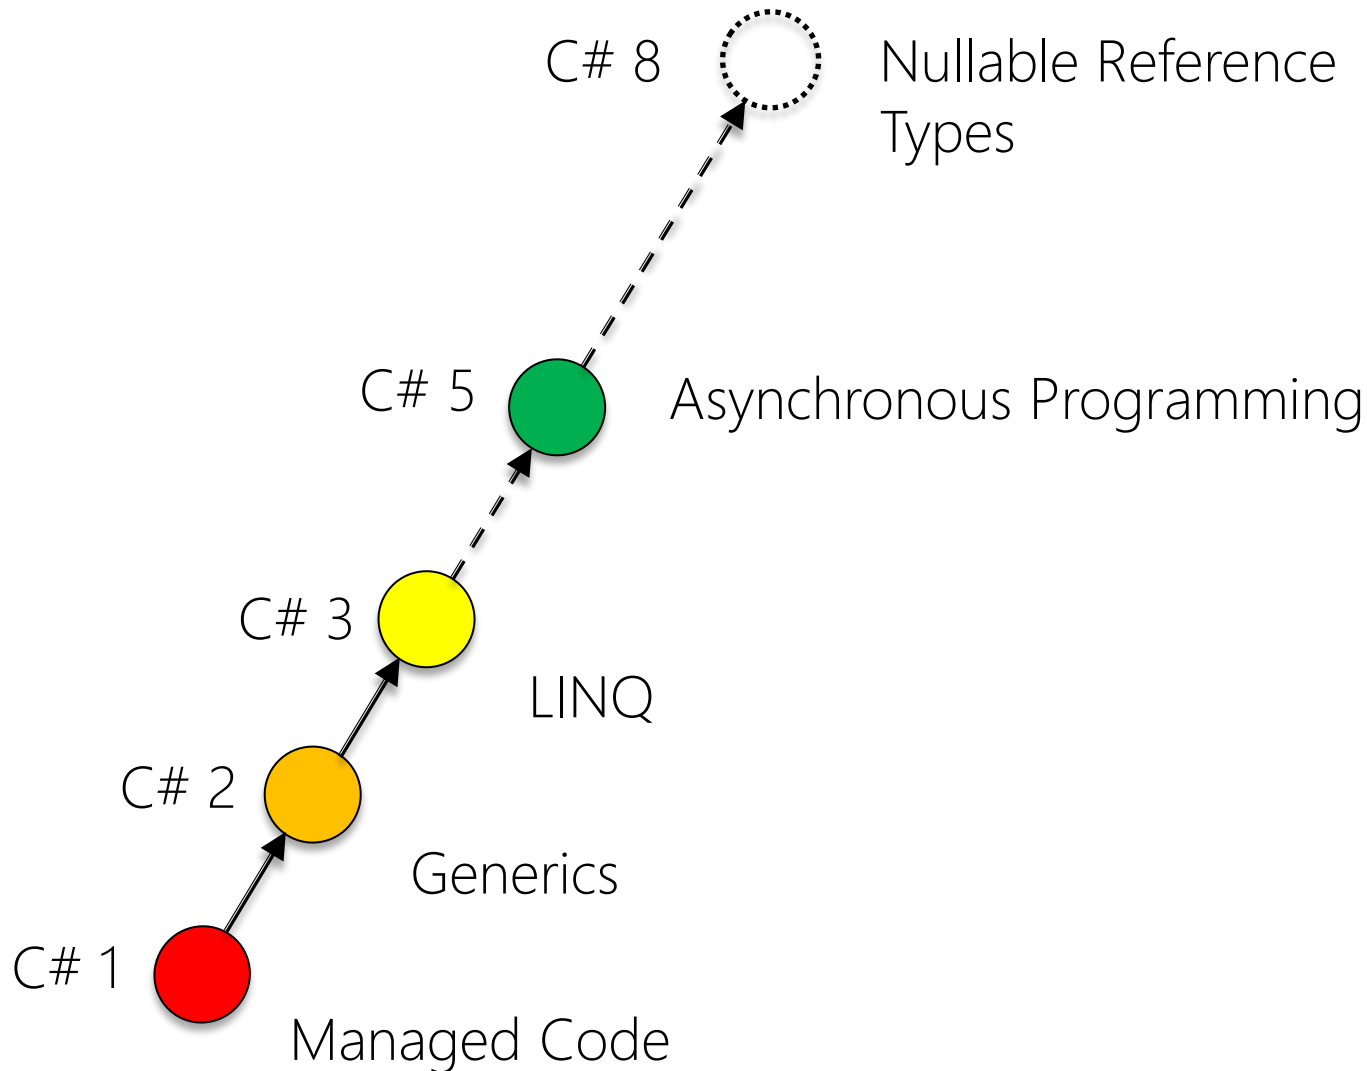 C# 8
Nullable Reference
Types
C# 5
Asynchronous Programming
C# 3
LINQ
C# 2
Generics
C# 1
Managed Code